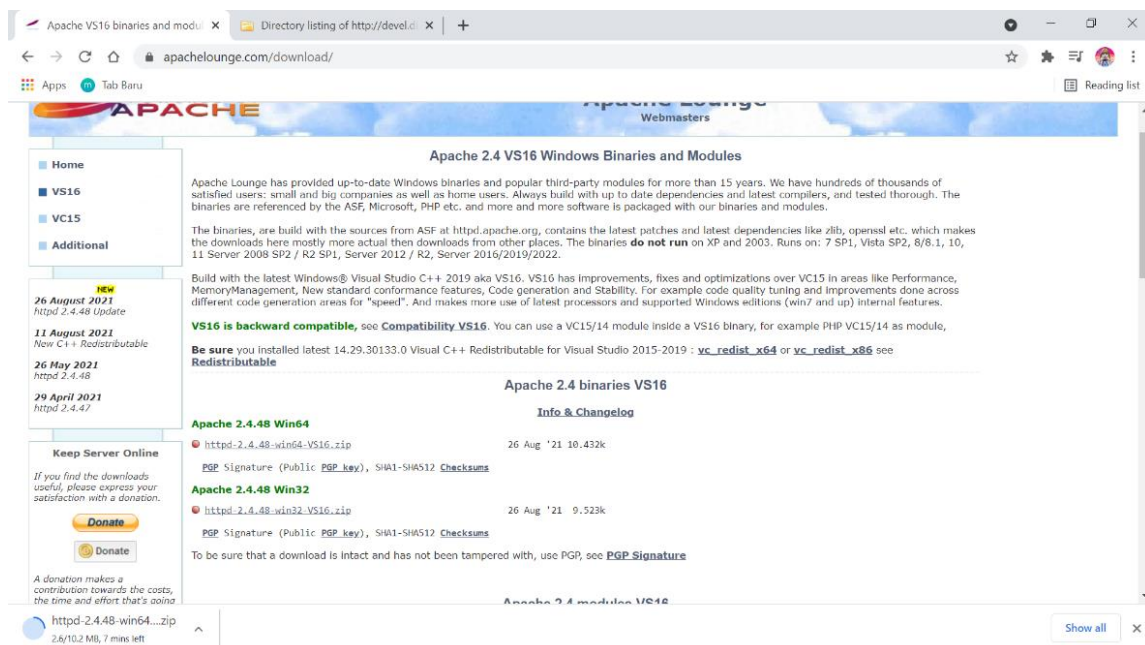 Apache VS16 binaries and modul
Directory listing of http://devel.d
apachelounge.com/download/
Apps
Tab Baru
Reading list
APACHE
Apache Lounge
Webmasters
Home
VS16
VC15
Additional
NEW
26 August 2021
httpd 2.4.48 Update
11 August 2021
New C++ Redistributable
26 May 2021
httpd 2.4.48
29 April 2021
httpd 2.4.47
Keep Server Online
If you find the downloads
useful, please express your
satisfaction with a donation.
Donate
Donate
A donation makes a
contribution towards the costs,
the time and effort that's going
Apache 2.4 VS16 Windows Binaries and Modules
Apache Lounge has provided up-to-date Windows binaries and popular third-party modules for more than 15 years. We have hundreds of thousands of
satisfied users: small and big companies as well as home users. Always build with up to date dependencies and latest compilers, and tested thorough. The
binaries are referenced by the ASF, Microsoft, PHP etc. and more and more software is packaged with our binaries and modules.
The binaries, are build with the sources from ASF at httpd.apache.org, contains the latest patches and latest dependencies like zlib, openssl etc. which makes
the downloads here mostly more actual then downloads from other places. The binaries do not run on XP and 2003. Runs on: 7 SP1, Vista SP2, 8/8.1, 10,
11 Server 2008 SP2 / R2 SP1, Server 2012 / R2, Server 2016/2019/2022.
Build with the latest Windows® Visual Studio C++ 2019 aka VS16. VS16 has improvements, fixes and optimizations over VC15 in areas like Performance,
MemoryManagement, New standard conformance features, Code generation and Stability. For example code quality tuning and improvements done across
different code generation areas for "speed". And makes more use of latest processors and supported Windows editions (win7 and up) internal features.
VS16 is backward compatible, see Compatibility VS16. You can use a VC15/14 module inside a VS16 binary, for example PHP VC15/14 as module,
Be sure you installed latest 14.29.30133.0 Visual C++ Redistributable for Visual Studio 2015-2019 : vc_redist_x64 or vc_redist_x86 see
Redistributable
Apache 2.4 binaries VS16
Info & Changelog
Apache 2.4.48 Win64
httpd-2.4.48-win64-VS16.zip 26 Aug '21 10.432k
PGP Signature (Public PGP key), SHA1-SHA512 Checksums
Apache 2.4.48 Win32
httpd-2.4.48-win32-VS16.zip 26 Aug '21 9.523k
PGP Signature (Public PGP key), SHA1-SHA512 Checksums
To be sure that a download is intact and has not been tampered with, use PGP, see PGP Signature
Apache 2.4 modules VS16
httpd-2.4.48-win64....zip
2.6/10.2 MB, 7 mins left
Show all